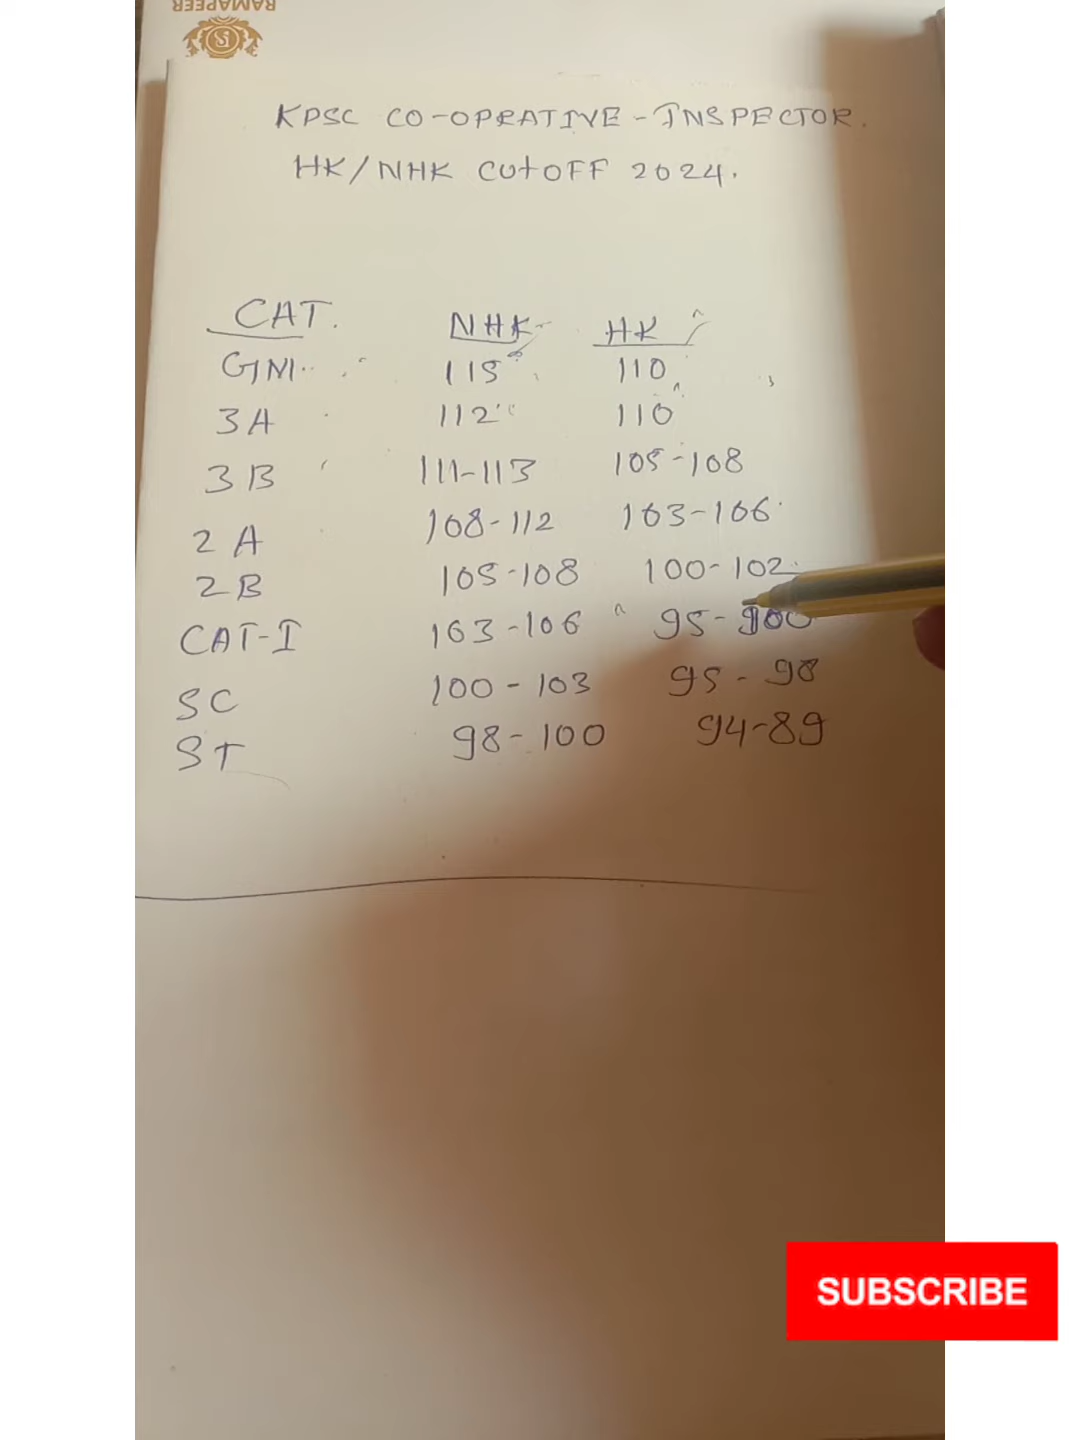 RAMAPEER
KPSC CO-OPRATIVE-INSPECTOR.
HK/NHK CUTOFF 2024.
CAT. NHK HK
GM 115 110
3A 112 110
3B 111-113 105-108
2A 108-112 103-106
2B 105-108 100-102
CAT-I 103-106 95-100
SC 100-103 95-98
ST 98-100 94-89
SUBSCRIBE